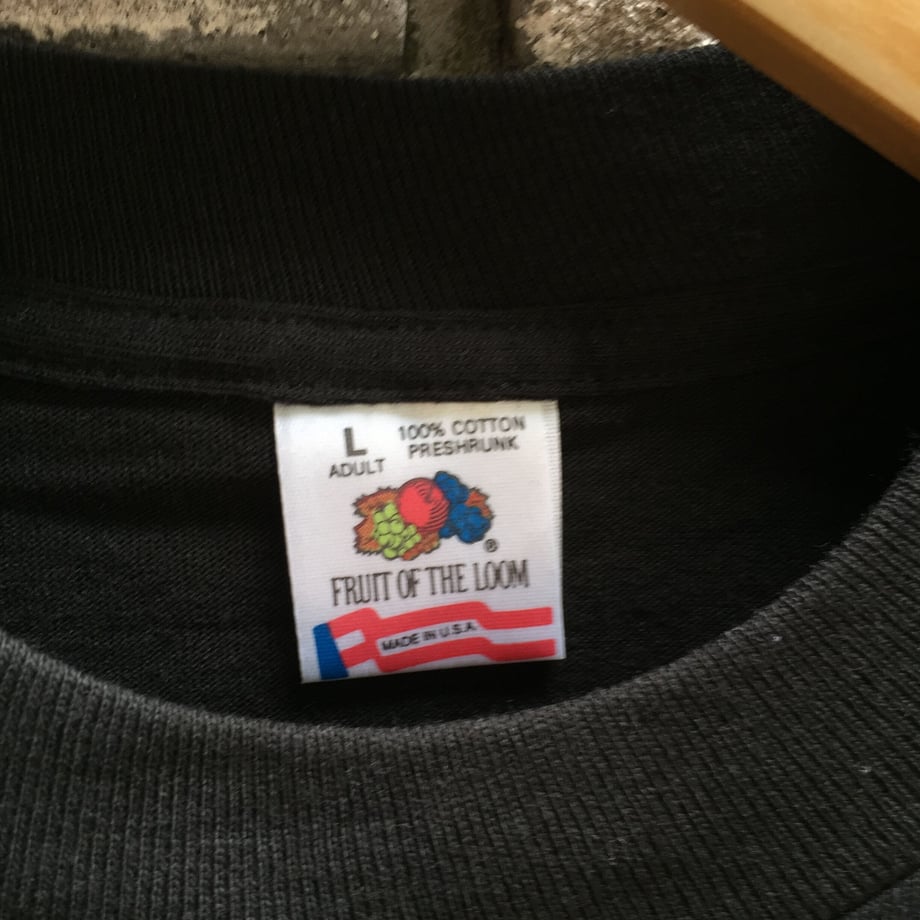 L
ADULT
100% COTTON
PRESHRUNK
®
FRUIT OF THE LOOM
MADE IN U.S.A.